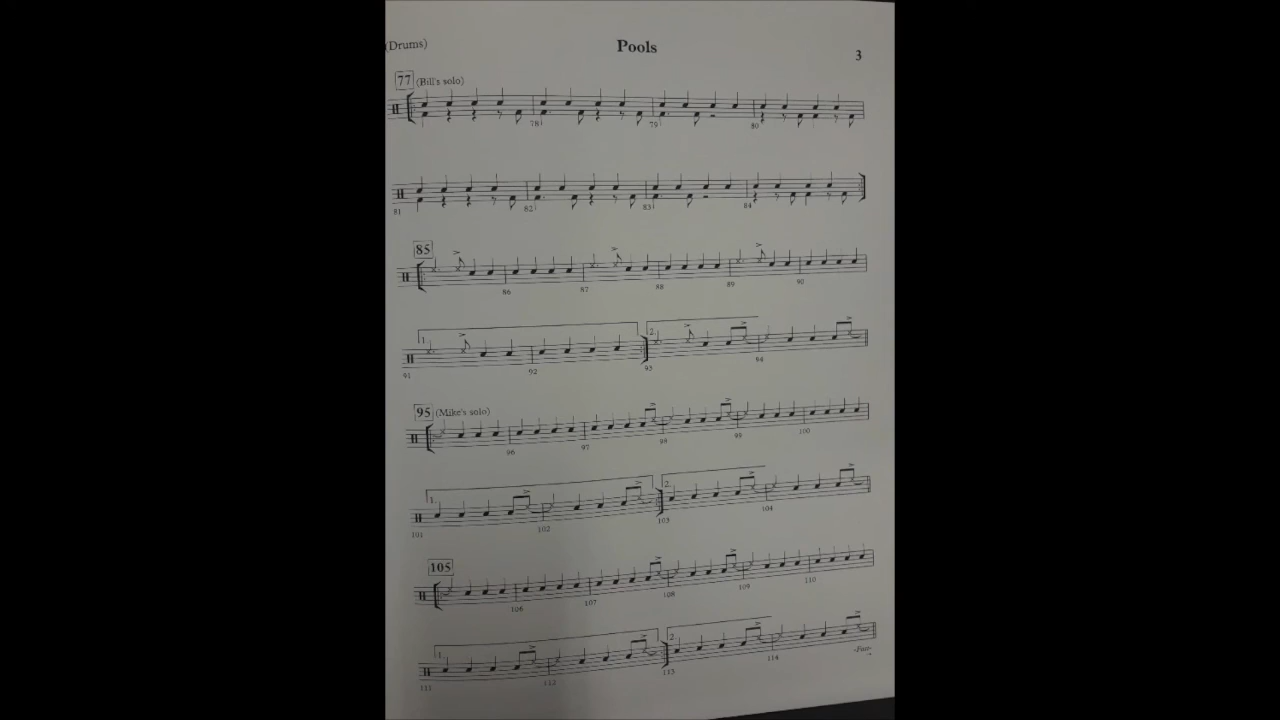 (Drums)
Pools
3
77 (Bill's solo)
78 79 80
81 82 83 84
85
86 87 88 89 90
1. 2.
91 92 93 94
95 (Mike's solo)
96 97 98 99 100
1. 2.
101 102 103 104
105
106 107 108 109 110
1. 2.
111 112 113 114
-Fine-